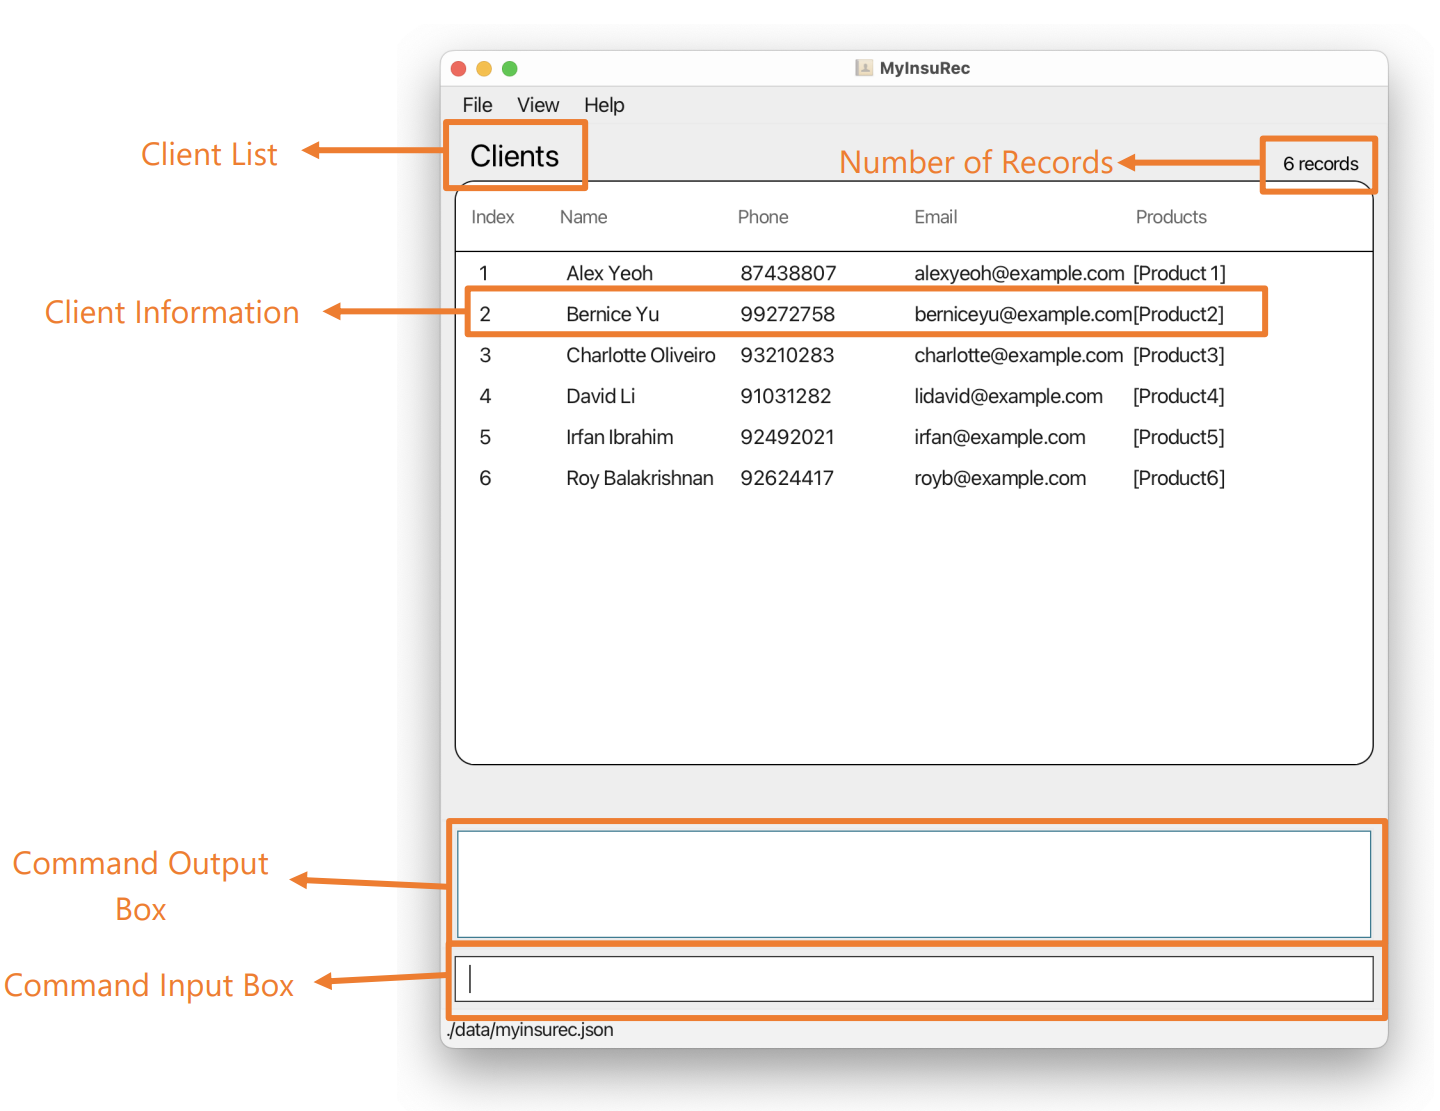 MyInsuRec
File View Help
Client List
Clients
Number of Records
6 records
Index Name Phone Email Products
1 Alex Yeoh 87438807 alexyeoh@example.com [Product 1]
Client Information
2 Bernice Yu 99272758 berniceyu@example.com[Product2]
3 Charlotte Oliveiro 93210283 charlotte@example.com [Product3]
4 David Li 91031282 lidavid@example.com [Product4]
5 Irfan Ibrahim 92492021 irfan@example.com [Product5]
6 Roy Balakrishnan 92624417 royb@example.com [Product6]
Command Output
Box
Command Input Box
./data/myinsurec.json